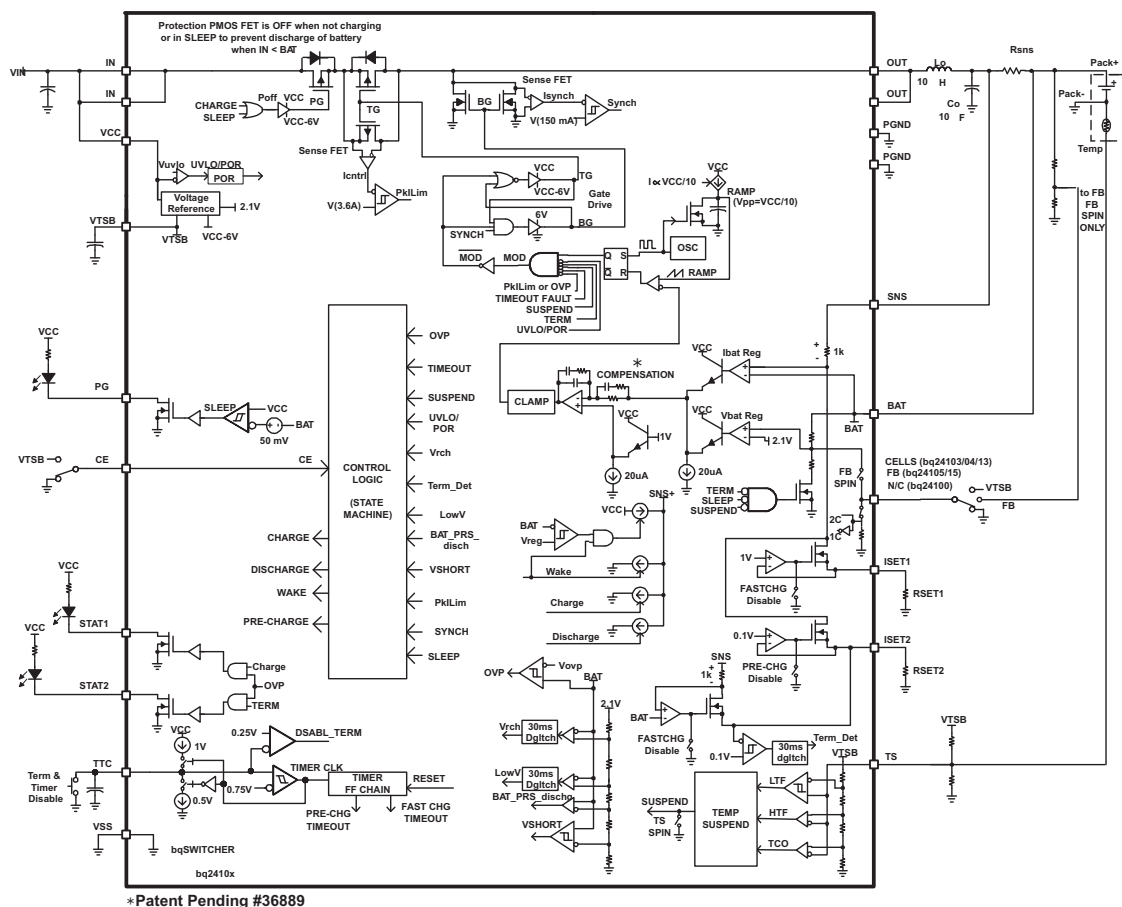 Protection PMOS FET is OFF when not charging
or in SLEEP to prevent discharge of battery
when IN < BAT
VIN
IN
IN
VCC
VTSB
CHARGE
SLEEP
Poff
VCC
VCC-6V
PG
TG
Sense FET
Icntrl
V(3.6A)
PkILim
BG
Sense FET
Isynch
V(150 mA)
Synch
OUT
OUT
PGND
PGND
Lo
10 H
Co
10 F
Rsns
Pack+
+
Pack-
Temp
to FB
FB
SPIN
ONLY
Vuvlo
UVLO/POR
POR
Voltage
Reference
2.1V
VTSB
VCC-6V
VCC
VCC-6V
TG
Gate
Drive
6V
BG
SYNCH
MOD
MOD
PkILim or OVP
TIMEOUT FAULT
SUSPEND
TERM
UVLO/POR
Q
S
Q
R
OSC
RAMP
VCC
I∝VCC/10
RAMP
(Vpp=VCC/10)
SNS
+
-
1k
VCC
PG
SLEEP
VCC
BAT
50 mV
VTSB
CE
CE
CONTROL
LOGIC
(STATE
MACHINE)
OVP
TIMEOUT
SUSPEND
UVLO/
POR
Vrch
Term_Det
LowV
BAT_PRS_
disch
VSHORT
PkILim
SYNCH
SLEEP
CHARGE
DISCHARGE
WAKE
PRE-CHARGE
CLAMP
*
COMPENSATION
-
+
VCC
1V
20uA
20uA
VCC
Ibat Reg
+
-
VCC
Vbat Reg
+
-
2.1V
BAT
BAT
TERM
SLEEP
SUSPEND
FB
SPIN
2C
1C
CELLS (bq24103/04/13)
FB (bq24105/15)
N/C (bq24100)
VTSB
FB
SNS+
VCC
BAT
Vreg
Wake
Charge
Discharge
1V
+
-
FASTCHG
Disable
ISET1
RSET1
0.1V
+
-
PRE-CHG
Disable
ISET2
RSET2
VCC
STAT1
VCC
STAT2
Charge
OVP
TERM
OVP
Vovp
BAT
2.1V
Vrch
30ms
Dgltch
LowV
30ms
Dgltch
BAT_PRS_dischg
VSHORT
SNS
+
1k
-
BAT
+
-
FASTCHG
Disable
0.1V
30ms
dgltch
Term_Det
VTSB
TS
VTSB
TEMP
SUSPEND
LTF
HTF
TCO
SUSPEND
TS
SPIN
TTC
Term &
Timer
Disable
VCC
1V
0.5V
0.25V
DSABL_TERM
0.75V
TIMER CLK
TIMER
FF CHAIN
RESET
PRE-CHG
TIMEOUT
FAST CHG
TIMEOUT
VSS
bqSWITCHER
bq2410x
*Patent Pending #36889